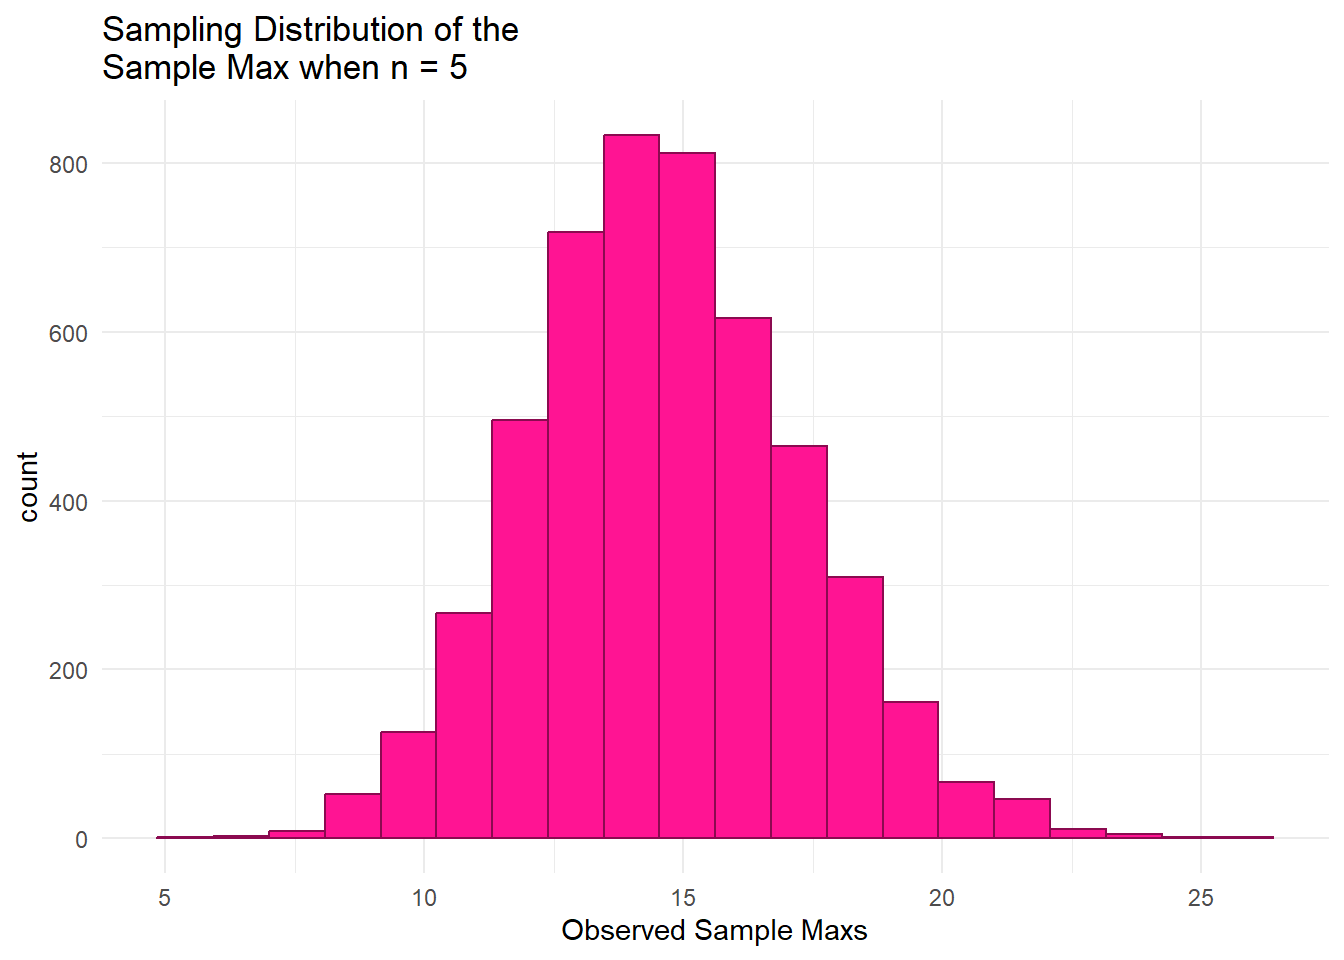 Sampling Distribution of the
Sample Max when n = 5
800
600
400
200
0
count
5 10 15 20 25
Observed Sample Maxs